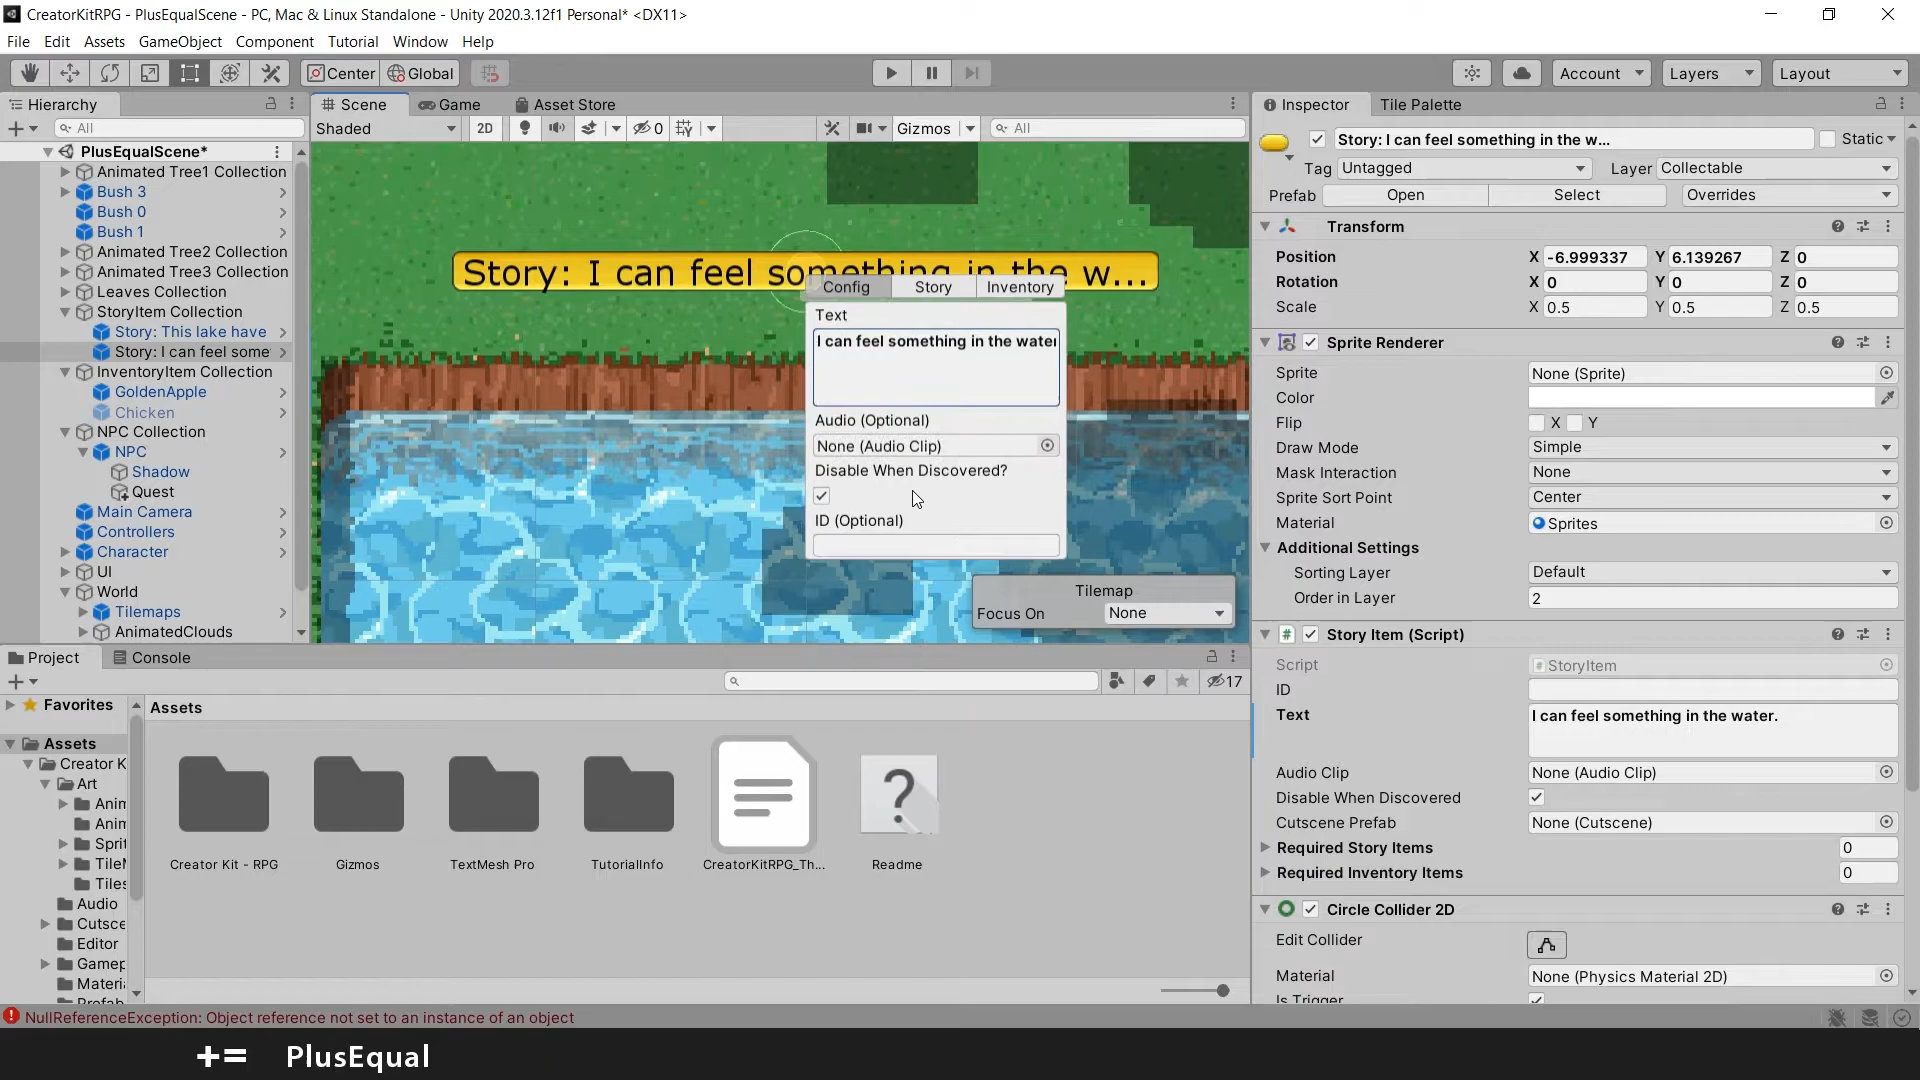 CreatorKitRPG - PlusEqualScene - PC, Mac & Linux Standalone - Unity 2020.3.12f1 Personal* <DX11>
File Edit Assets GameObject Component Tutorial Window Help
Center Global Account Layers Layout
Hierarchy
All
PlusEqualScene*
Animated Tree1 Collection
Bush 3
Bush 0
Bush 1
Animated Tree2 Collection
Animated Tree3 Collection
Leaves Collection
StoryItem Collection
Story: This lake have
Story: I can feel some
InventoryItem Collection
GoldenApple
Chicken
NPC Collection
NPC
Shadow
Quest
Main Camera
Controllers
Character
UI
World
Tilemaps
AnimatedClouds
Scene Game Asset Store
Shaded 2D 0 Gizmos All
Story: I can feel something in the w...
Config Story Inventory
Text
I can feel something in the water
Audio (Optional)
None (Audio Clip)
Disable When Discovered?
ID (Optional)
Tilemap
Focus On None
Inspector Tile Palette
Story: I can feel something in the w... Static
Tag Untagged Layer Collectable
Prefab Open Select Overrides
Transform
Position X -6.999337 Y 6.139267 Z 0
Rotation X 0 Y 0 Z 0
Scale X 0.5 Y 0.5 Z 0.5
Sprite Renderer
Sprite None (Sprite)
Color
Flip X Y
Draw Mode Simple
Mask Interaction None
Sprite Sort Point Center
Material Sprites
Additional Settings
Sorting Layer Default
Order in Layer 2
Story Item (Script)
Script StoryItem
ID
Text I can feel something in the water.
Audio Clip None (Audio Clip)
Disable When Discovered
Cutscene Prefab None (Cutscene)
Required Story Items 0
Required Inventory Items 0
Circle Collider 2D
Edit Collider
Material None (Physics Material 2D)
Is Trigger
Project Console
17
Favorites
Assets
Creator K
Art
Anim
Anim
Sprit
TileM
Tiles
Audio
Cutsce
Editor
Gamep
Materi
Prefab
Assets
Creator Kit - RPG Gizmos TextMesh Pro TutorialInfo CreatorKitRPG_Th... Readme
NullReferenceException: Object reference not set to an instance of an object
+= PlusEqual